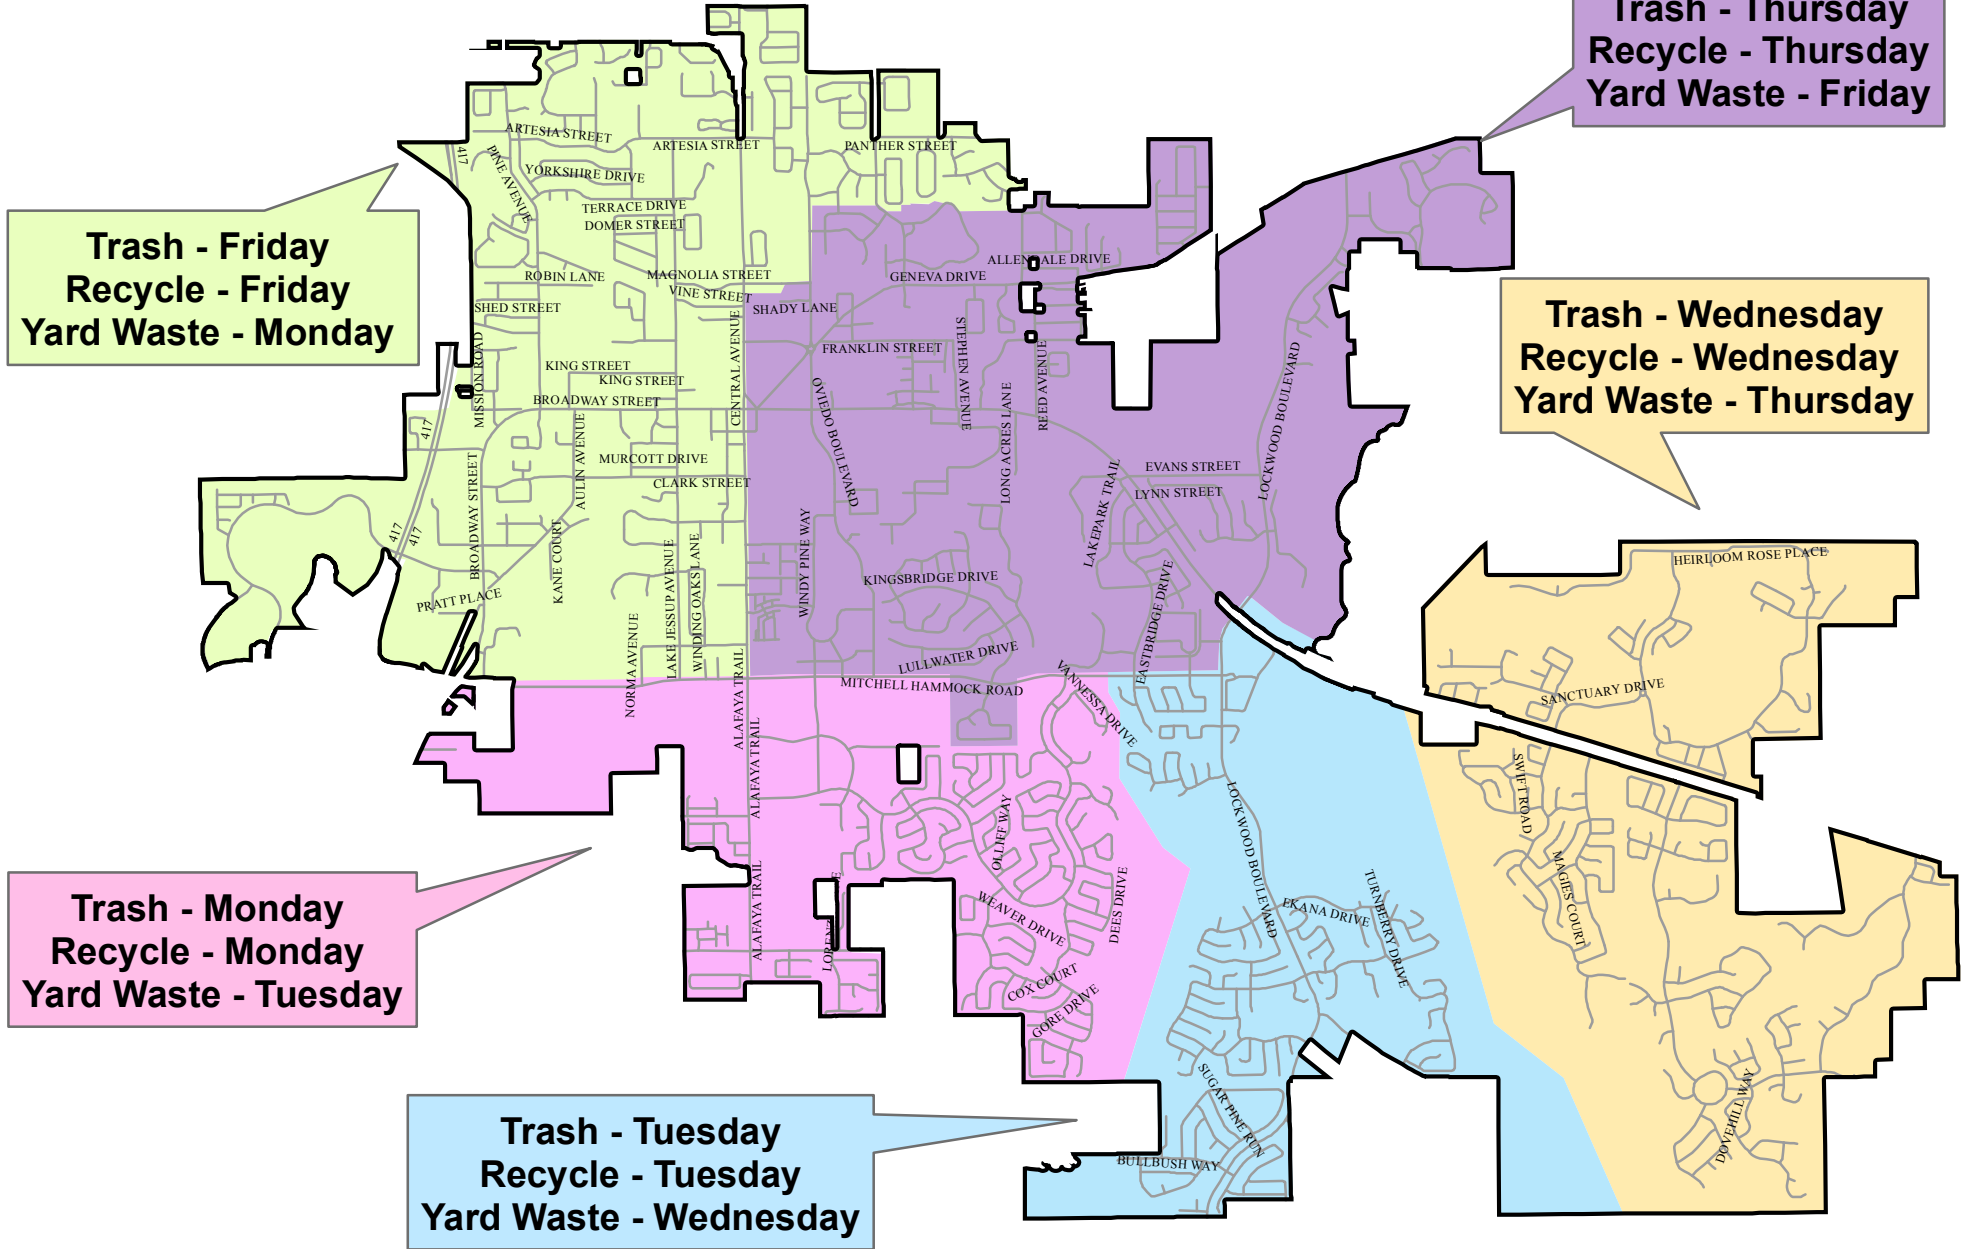 Trash - Thursday
Recycle - Thursday
Yard Waste - Friday
Trash - Friday
Recycle - Friday
Yard Waste - Monday
Trash - Wednesday
Recycle - Wednesday
Yard Waste - Thursday
Trash - Monday
Recycle - Monday
Yard Waste - Tuesday
Trash - Tuesday
Recycle - Tuesday
Yard Waste - Wednesday
ARTESIA STREET
ARTESIA STREET
PANTHER STREET
417
PINE AVENUE
YORKSHIRE DRIVE
TERRACE DRIVE
DOMER STREET
ROBIN LANE
MAGNOLIA STREET
VINE STREET
SHED STREET
SHADY LANE
GENEVA DRIVE
ALLENDALE DRIVE
FRANKLIN STREET
STEPHEN AVENUE
REED AVENUE
LONG ACRES LANE
CENTRAL AVENUE
MISSION ROAD
KING STREET
KING STREET
BROADWAY STREET
OVIEDO BOULEVARD
LOCKWOOD BOULEVARD
417
AULIN AVENUE
MURCOTT DRIVE
CLARK STREET
BROADWAY STREET
EVANS STREET
LYNN STREET
LAKEPARK TRAIL
417
417
KANE COURT
PRATT PLACE
LAKE JESSUP AVENUE
WINDING OAKS LANE
NORMA AVENUE
WINDY PINE WAY
KINGSBRIDGE DRIVE
EASTBRIDGE DRIVE
LULLWATER DRIVE
MITCHELL HAMMOCK ROAD
VANNESSA DRIVE
ALAFAYA TRAIL
ALAFAYA TRAIL
ALAFAYA TRAIL
HEIRLOOM ROSE PLACE
SANCTUARY DRIVE
SWIFT ROAD
MAGIES COURT
OLLIFF WAY
LOCKWOOD BOULEVARD
WEAVER DRIVE
DEES DRIVE
EKANA DRIVE
TURNBERRY DRIVE
COX COURT
GORE DRIVE
SUGAR PINE RUN
BULLBUSH WAY
DOVEHILL WAY